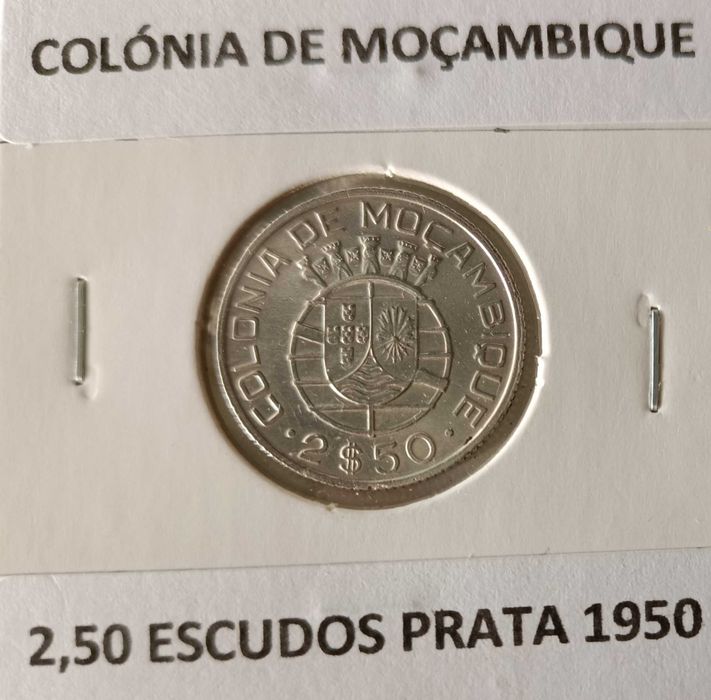 COLÓNIA DE MOÇAMBIQUE
COLONIA DE MOÇAMBIQUE
· 2$50 ·
2,50 ESCUDOS PRATA 1950